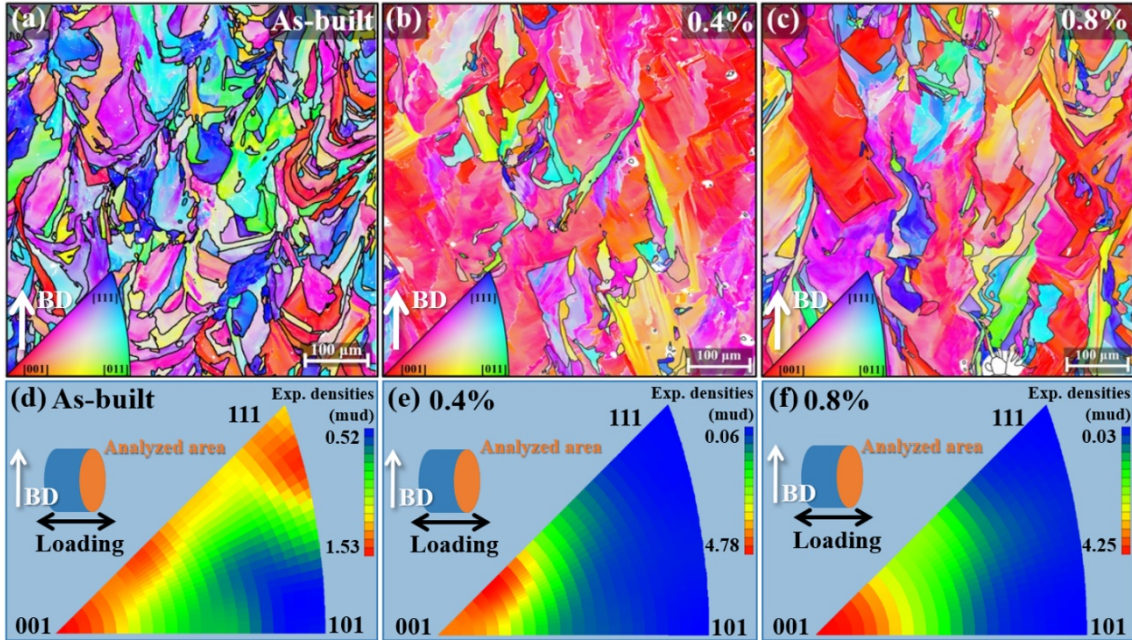 (a) As-built
BD
[111]
[001] [011]
100 µm
(b) 0.4%
BD
[111]
[001] [011]
100 µm
(c) 0.8%
BD
[111]
[001] [011]
100 µm
(d) As-built
Exp. densities
(mud)
111
0.52
Analyzed area
BD
Loading
1.53
001
101
(e) 0.4%
Exp. densities
(mud)
111
0.06
Analyzed area
BD
Loading
4.78
001
101
(f) 0.8%
Exp. densities
(mud)
111
0.03
Analyzed area
BD
Loading
4.25
001
101